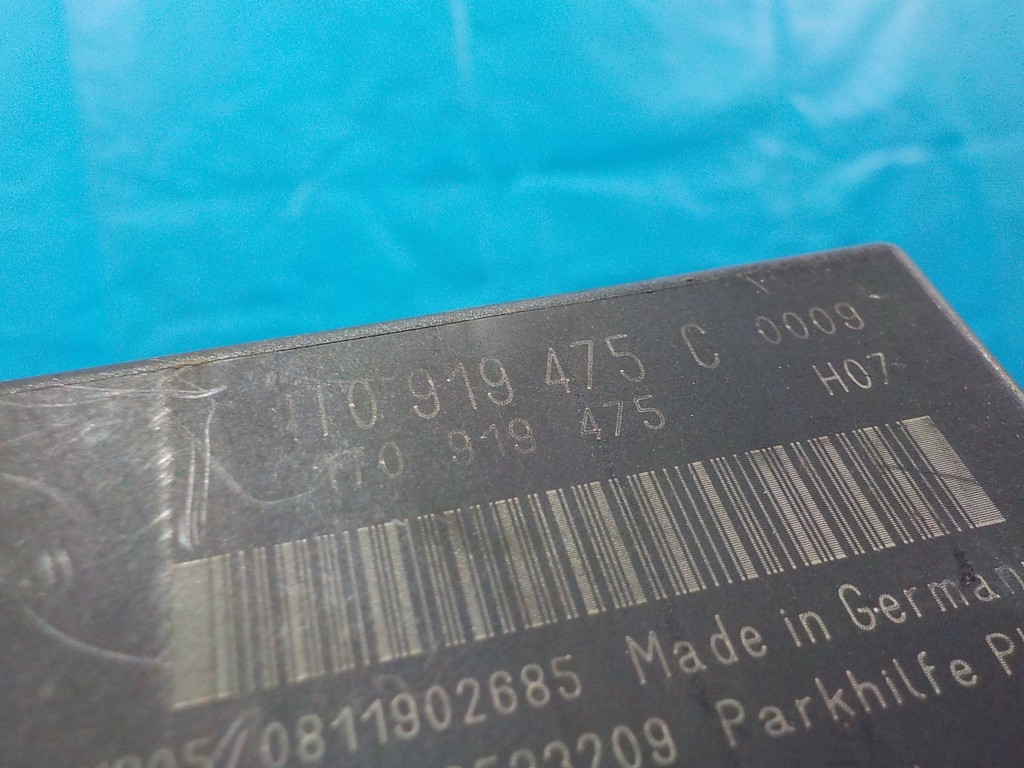 1T0 919 475 C 0009
1T0 919 475 H07
0811902685 Made in German
Parkhilfe